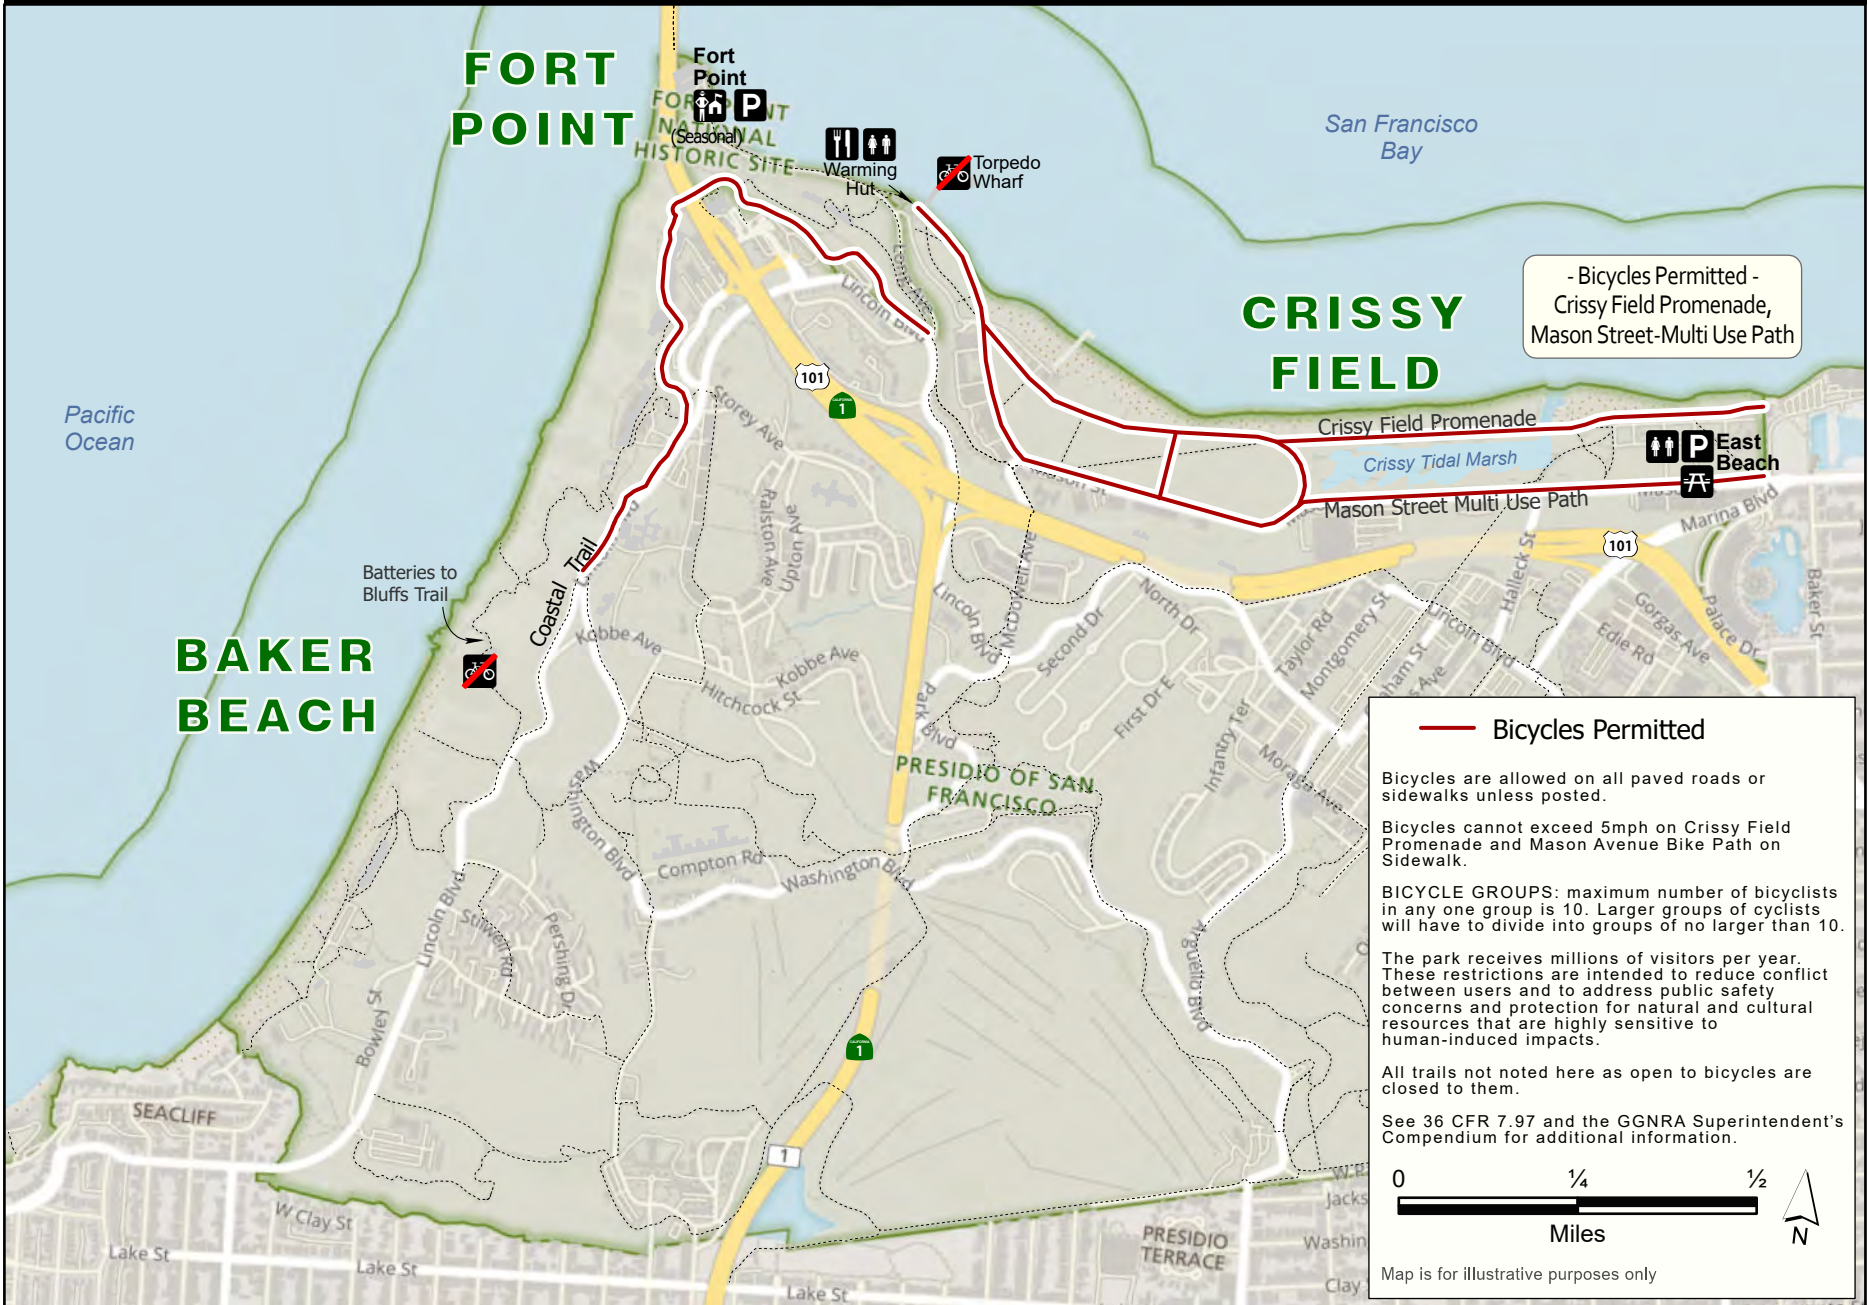 FORT
POINT
Fort
Point
P
(Seasonal)
NATIONAL
HISTORIC SITE
Warming
Hut
Torpedo
Wharf
San Francisco
Bay
- Bicycles Permitted -
Crissy Field Promenade,
Mason Street-Multi Use Path
CRISSY
FIELD
Pacific
Ocean
Lincoln Blvd
101
CALIFORNIA
1
Storey Ave
Crissy Field Promenade
Crissy Tidal Marsh
P
East
Beach
Mason St
Mason Street Multi Use Path
Marina Blvd
101
Ralston Ave
Upton Ave
Batteries to
Bluffs Trail
Coastal Trail
Lincoln Blvd
McDowell Ave
Second Dr
North Dr
Halleck St
Baker St
Palace Dr
Gorgas Ave
Edie Rd
Taylor Rd
Montgomery St
Lincoln Blvd
BAKER
BEACH
Kobbe Ave
Kobbe Ave
Hitchcock St
Park Blvd
First Dr E
Infantry Ter
Moraga Ave
PRESIDIO OF SAN
FRANCISCO
Washington Blvd
Compton Rd
Washington Blvd
Lincoln Blvd
Stilwell Rd
Pershing Dr
Arguello Blvd
Bowley St
CALIFORNIA
1
SEACLIFF
1
W Clay St
Lake St
Lake St
Lake St
PRESIDIO
TERRACE
Jacks
Washin
Clay
Bicycles Permitted
Bicycles are allowed on all paved roads or
sidewalks unless posted.
Bicycles cannot exceed 5mph on Crissy Field
Promenade and Mason Avenue Bike Path on
Sidewalk.
BICYCLE GROUPS: maximum number of bicyclists
in any one group is 10. Larger groups of cyclists
will have to divide into groups of no larger than 10.
The park receives millions of visitors per year.
These restrictions are intended to reduce conflict
between users and to address public safety
concerns and protection for natural and cultural
resources that are highly sensitive to
human-induced impacts.
All trails not noted here as open to bicycles are
closed to them.
See 36 CFR 7.97 and the GGNRA Superintendent's
Compendium for additional information.
0 ¼ ½
Miles
N
Map is for illustrative purposes only